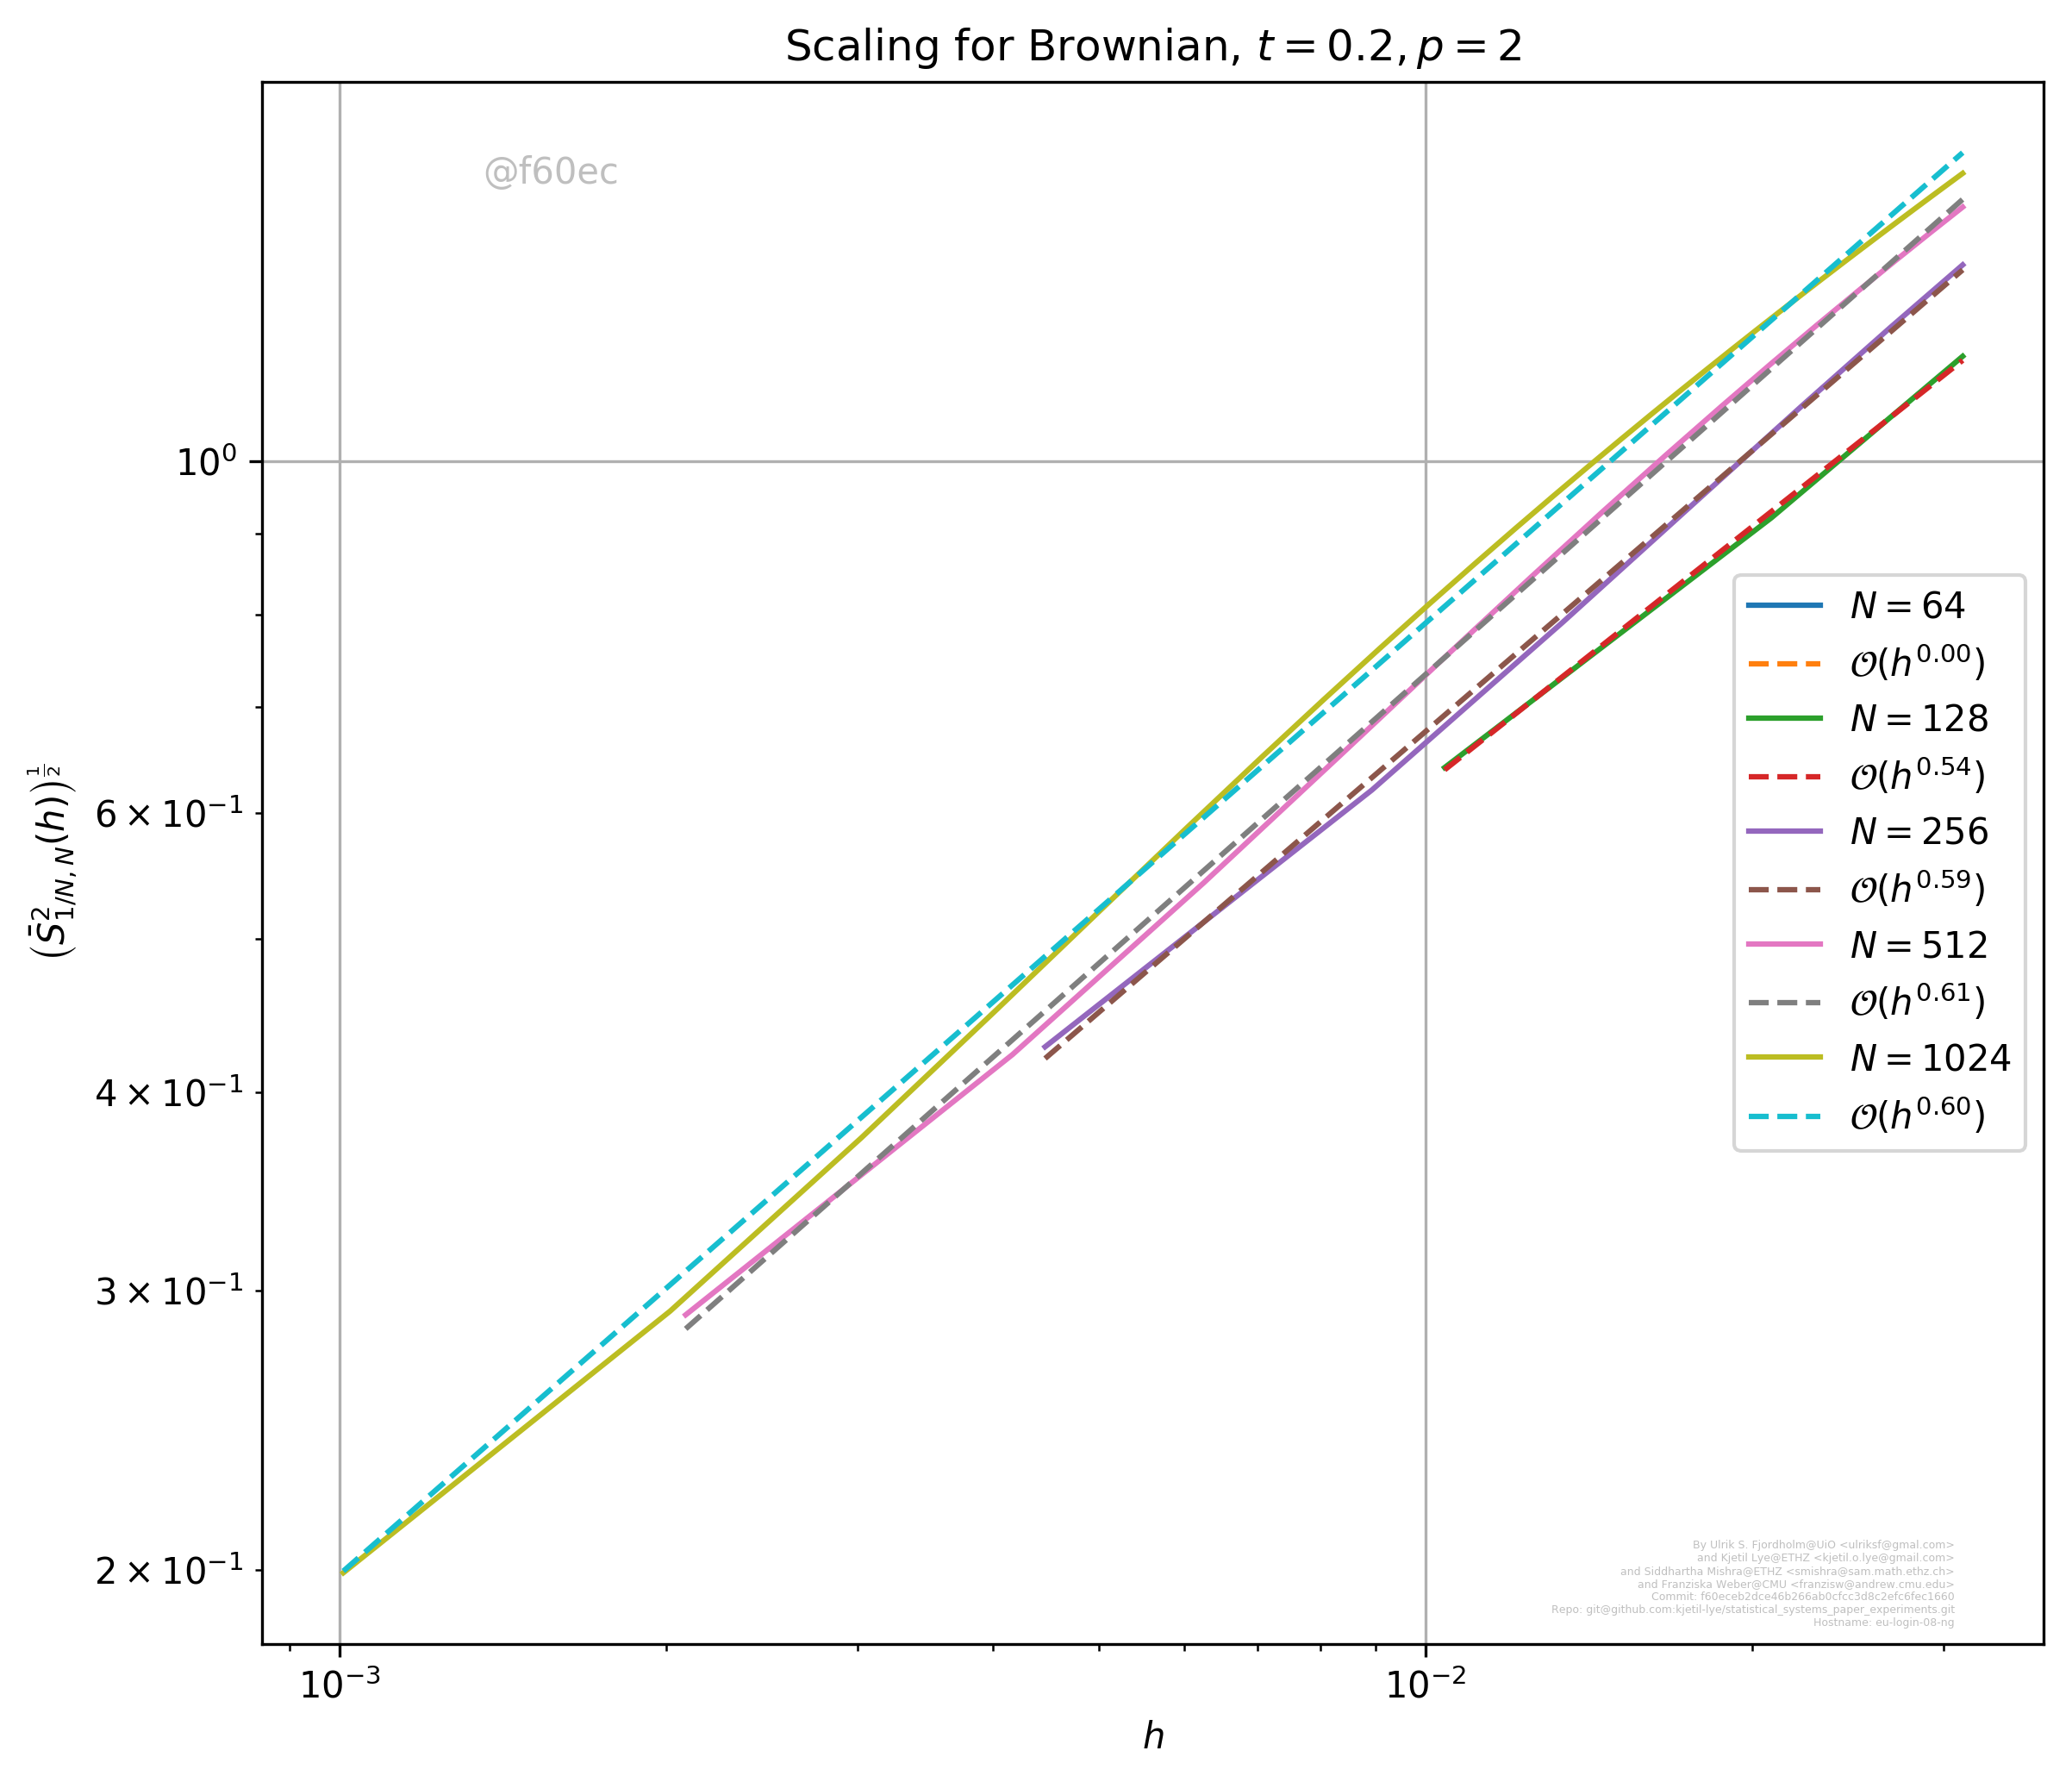 Scaling for Brownian, t = 0.2, p = 2
@f60ec
10⁰
6 × 10⁻¹
4 × 10⁻¹
3 × 10⁻¹
2 × 10⁻¹
(S̄²₁/N, N(h))^(1/2)
N = 64
𝒪(h^0.00)
N = 128
𝒪(h^0.54)
N = 256
𝒪(h^0.59)
N = 512
𝒪(h^0.61)
N = 1024
𝒪(h^0.60)
By Ulrik S. Fjordholm@UiO <ulriksf@gmal.com>
and Kjetil Lye@ETHZ <kjetil.o.lye@gmail.com>
and Siddhartha Mishra@ETHZ <smishra@sam.math.ethz.ch>
and Franziska Weber@CMU <franzisw@andrew.cmu.edu>
Commit: f60eceb2dce46b266ab0cfcc3d8c2efc6fec1660
Repo: git@github.com:kjetil-lye/statistical_systems_paper_experiments.git
Hostname: eu-login-08-ng
10⁻³
10⁻²
h